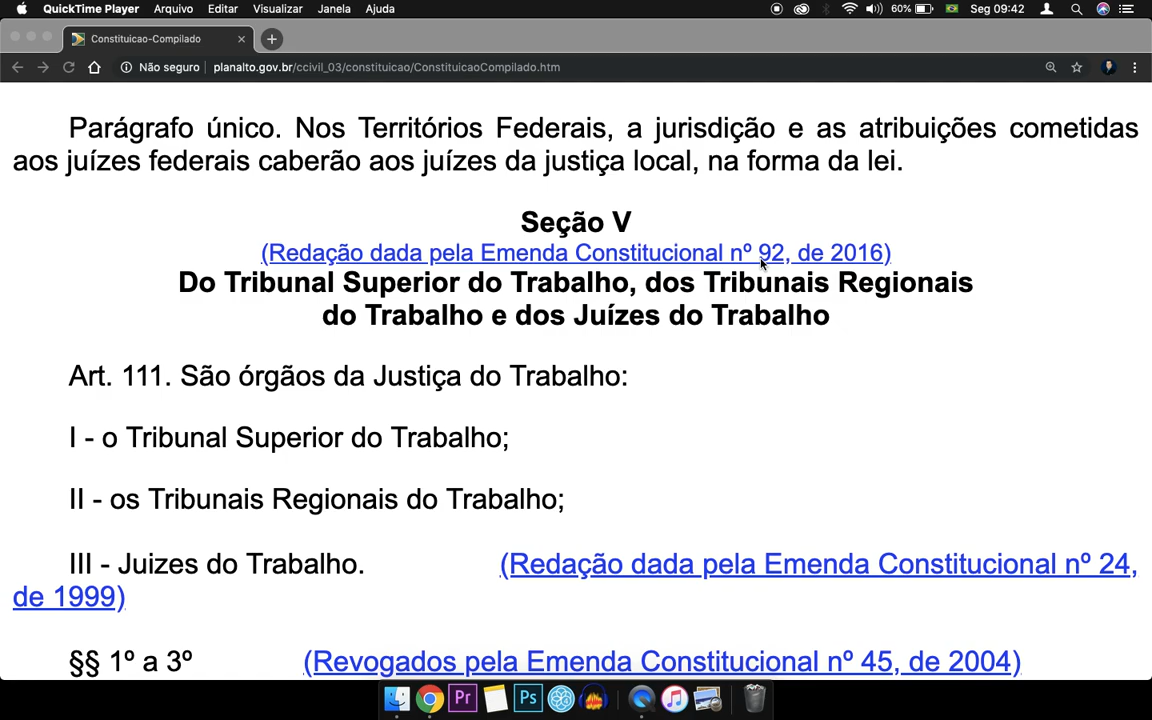 QuickTime Player Arquivo Editar Visualizar Janela Ajuda 60% Seg 09:42
Constituicao-Compilado
Não seguro planalto.gov.br/ccivil_03/constituicao/ConstituicaoCompilado.htm
Parágrafo único. Nos Territórios Federais, a jurisdição e as atribuições cometidas
aos juízes federais caberão aos juízes da justiça local, na forma da lei.
Seção V
(Redação dada pela Emenda Constitucional nº 92, de 2016)
Do Tribunal Superior do Trabalho, dos Tribunais Regionais
do Trabalho e dos Juízes do Trabalho
Art. 111. São órgãos da Justiça do Trabalho:
I - o Tribunal Superior do Trabalho;
II - os Tribunais Regionais do Trabalho;
III - Juizes do Trabalho. (Redação dada pela Emenda Constitucional nº 24,
de 1999)
§§ 1º a 3º (Revogados pela Emenda Constitucional nº 45, de 2004)
Pr Ps